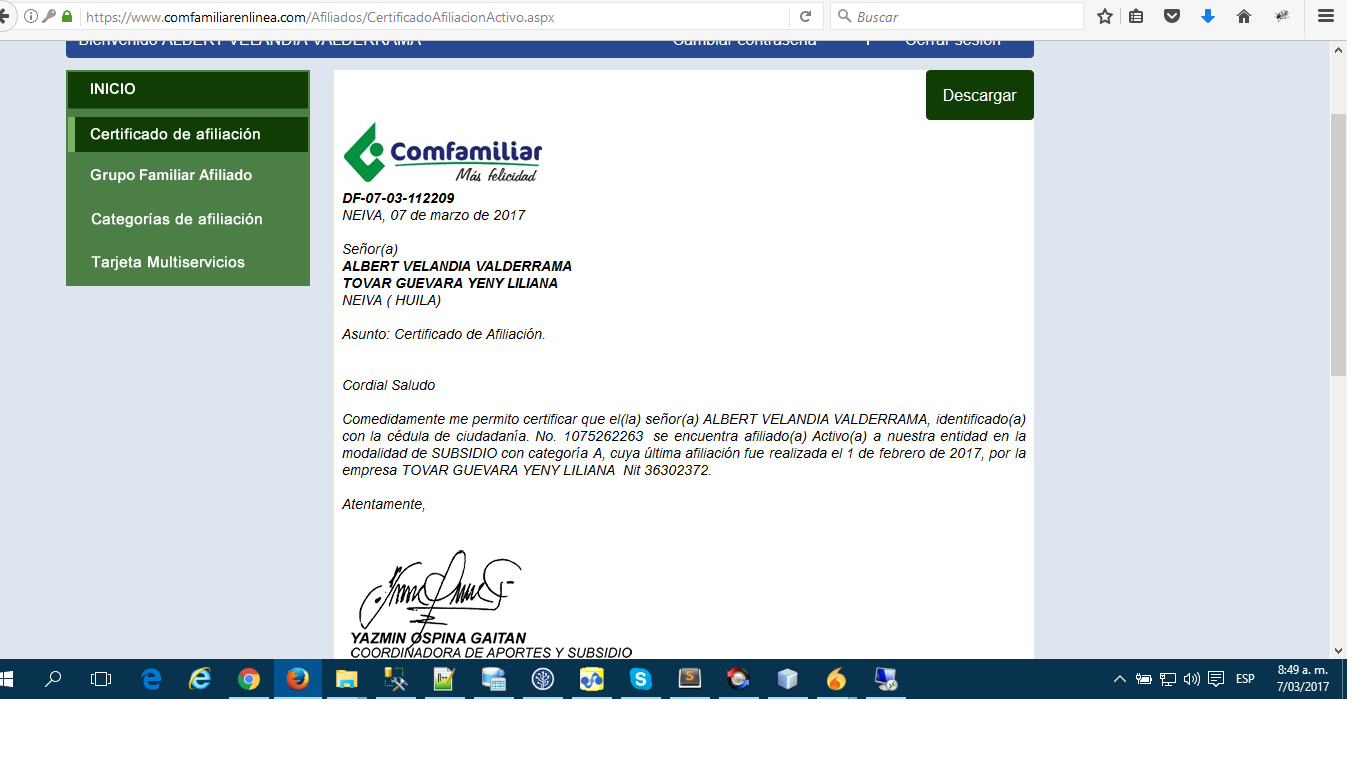 https://www.comfamiliarenlinea.com/Afiliados/CertificadoAfiliacionActivo.aspx
Buscar
Bienvenido ALBERT VELANDIA VALDERRAMA
Cambiar contraseña
Cerrar sesión
INICIO
Certificado de afiliación
Grupo Familiar Afiliado
Categorías de afiliación
Tarjeta Multiservicios
Descargar
Comfamiliar
Más felicidad
DF-07-03-112209
NEIVA, 07 de marzo de 2017
Señor(a)
ALBERT VELANDIA VALDERRAMA
TOVAR GUEVARA YENY LILIANA
NEIVA ( HUILA)
Asunto: Certificado de Afiliación.
Cordial Saludo
Comedidamente me permito certificar que el(la) señor(a) ALBERT VELANDIA VALDERRAMA, identificado(a)
con la cédula de ciudadanía. No. 1075262263 se encuentra afiliado(a) Activo(a) a nuestra entidad en la
modalidad de SUBSIDIO con categoría A, cuya última afiliación fue realizada el 1 de febrero de 2017, por la
empresa TOVAR GUEVARA YENY LILIANA Nit 36302372.
Atentamente,
YAZMIN OSPINA GAITAN
COORDINADORA DE APORTES Y SUBSIDIO
ESP
8:49 a. m.
7/03/2017